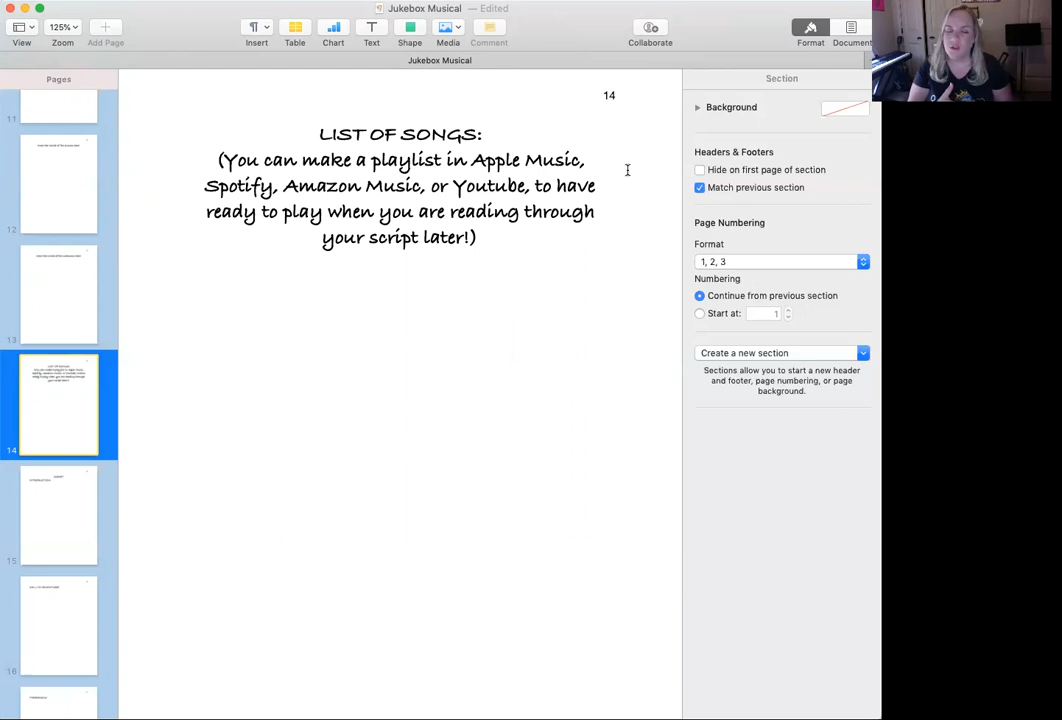 Jukebox Musical — Edited
125%
View
Zoom
Add Page
Insert
Table
Chart
Text
Shape
Media
Comment
Collaborate
Format
Document
Jukebox Musical
Pages
11
12
13
14
15
16
14
LIST OF SONGS:
(You can make a playlist in Apple Music,
Spotify, Amazon Music, or Youtube, to have
ready to play when you are reading through
your script later!)
Section
Background
Headers & Footers
Hide on first page of section
Match previous section
Page Numbering
Format
1, 2, 3
Numbering
Continue from previous section
Start at:
1
Create a new section
Sections allow you to start a new header
and footer, page numbering, or page
background.